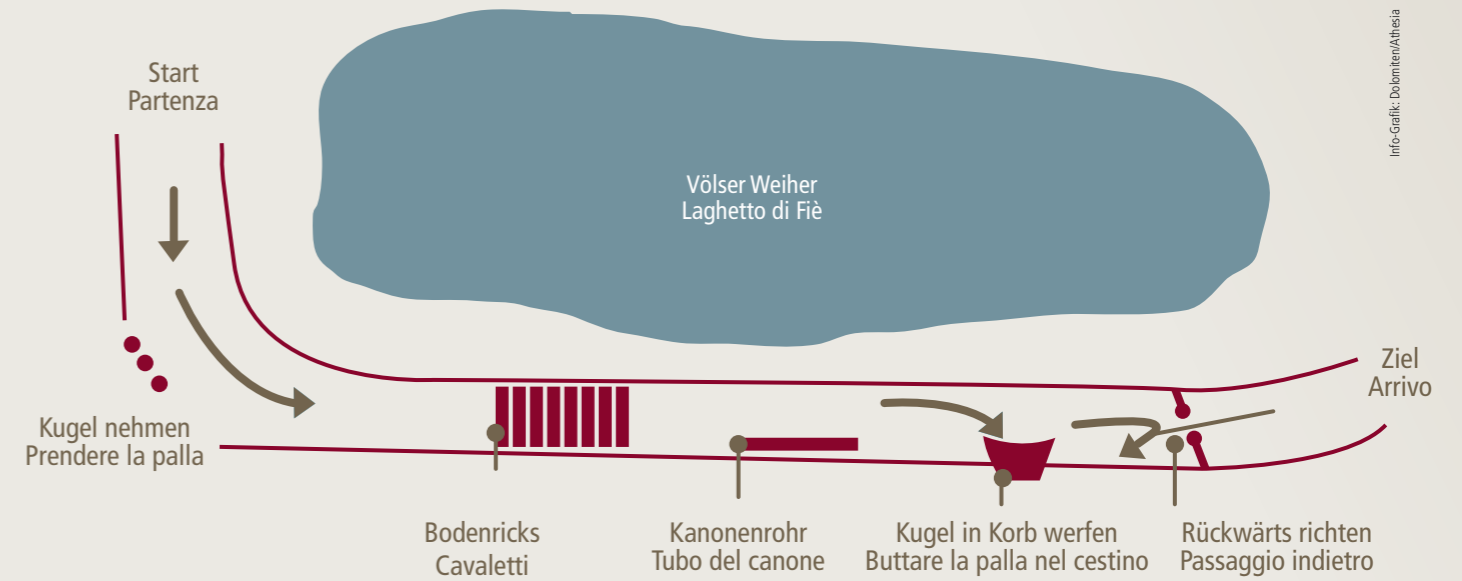 Start
Partenza
Info-Grafik: Dolomiten/Athesia
Völser Weiher
Laghetto di Fiè
Ziel
Arrivo
Kugel nehmen
Prendere la palla
Bodenricks
Cavaletti
Kanonenrohr
Tubo del canone
Kugel in Korb werfen
Buttare la palla nel cestino
Rückwärts richten
Passaggio indietro